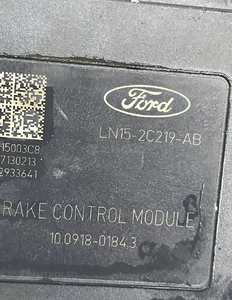 Ford
LN15-2C219-AB
15003C8
7130213
2933641
RAKE CONTROL MODULE
10.0918-0184.3